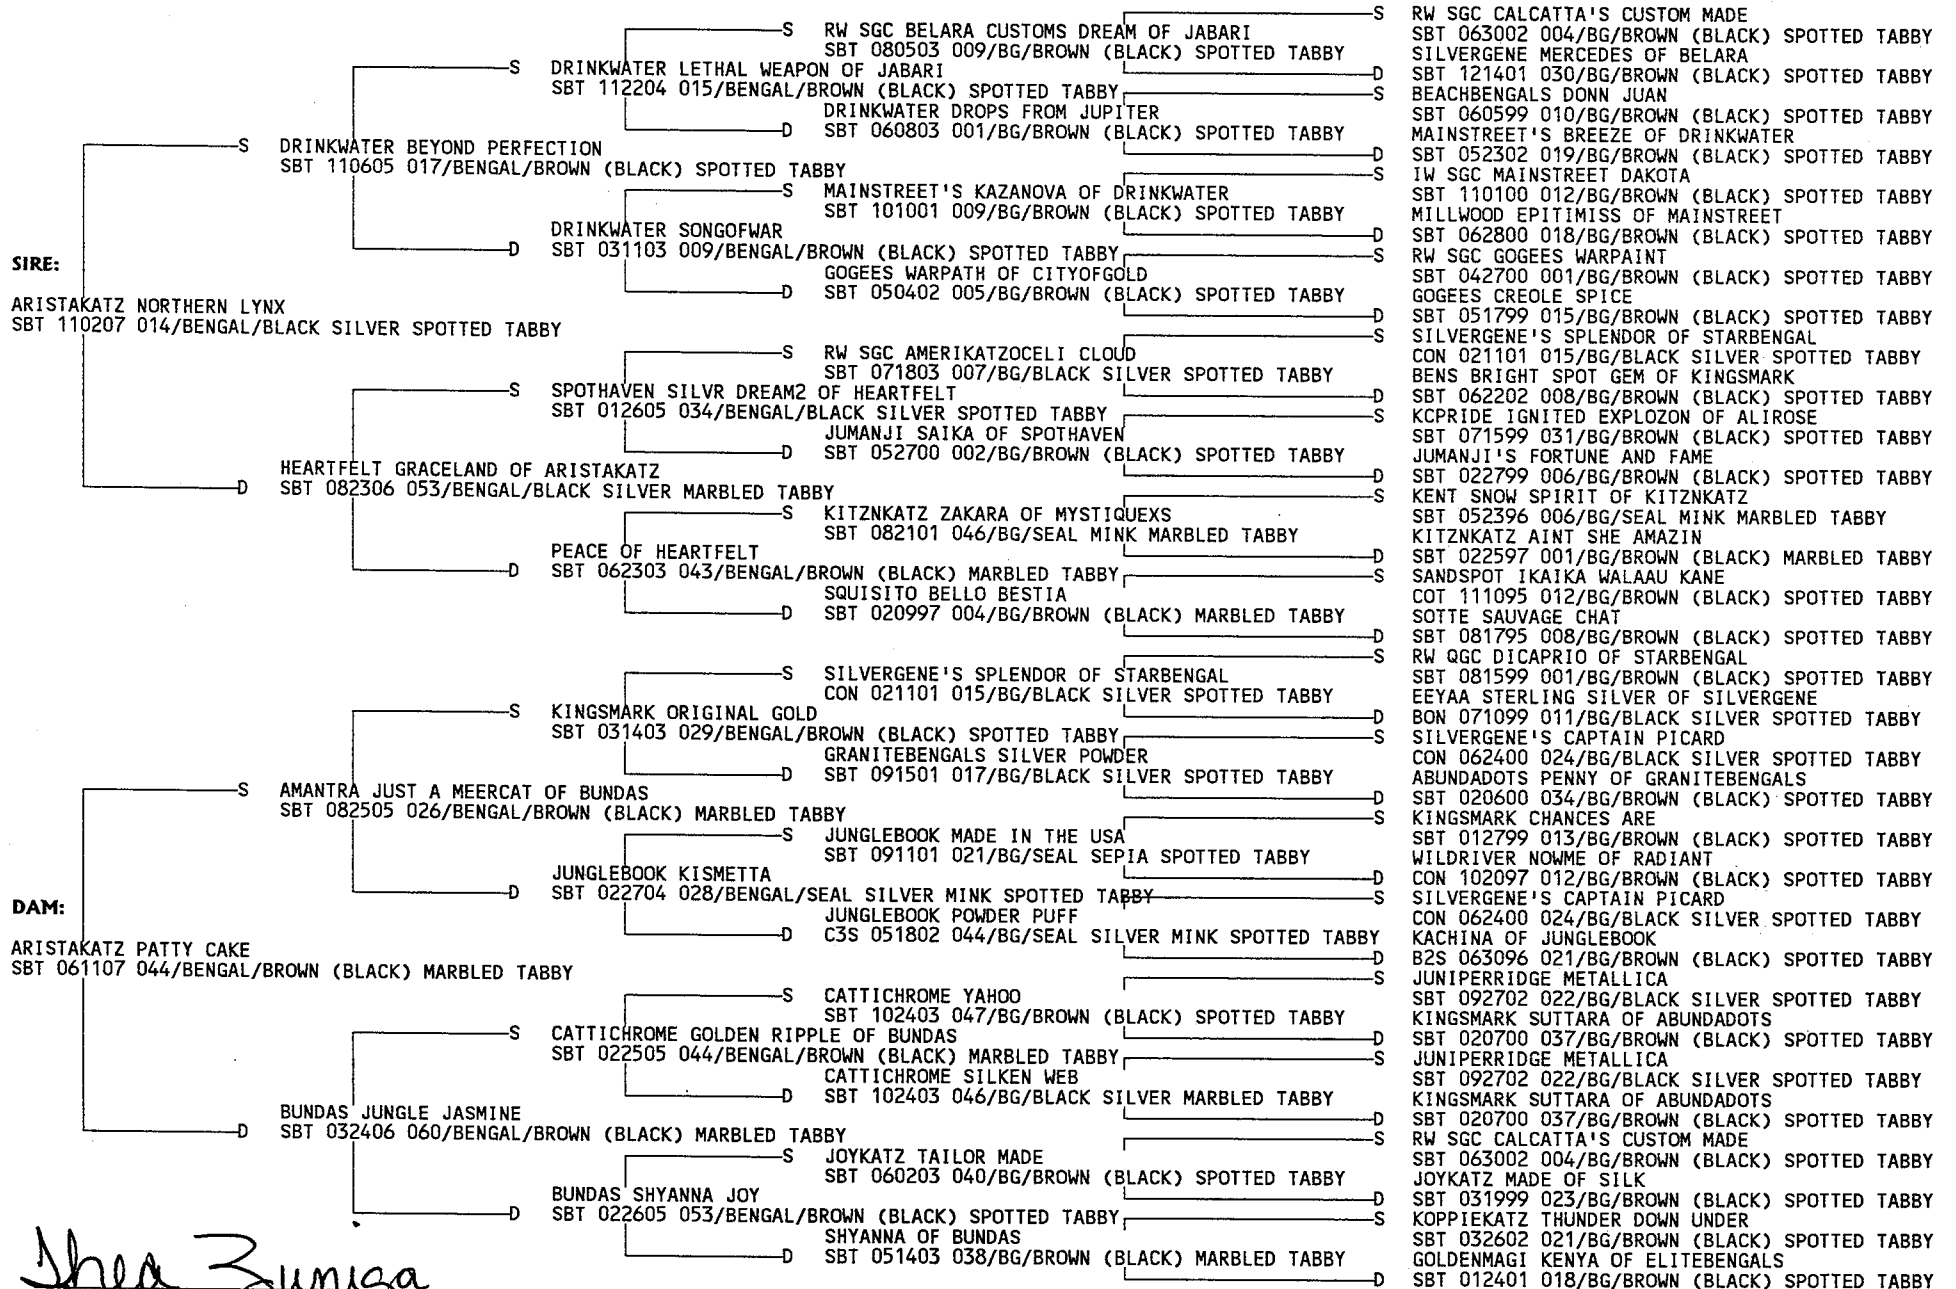 SIRE:
ARISTAKATZ NORTHERN LYNX
SBT 110207 014/BENGAL/BLACK SILVER SPOTTED TABBY
DAM:
ARISTAKATZ PATTY CAKE
SBT 061107 044/BENGAL/BROWN (BLACK) MARBLED TABBY
S DRINKWATER BEYOND PERFECTION
SBT 110605 017/BENGAL/BROWN (BLACK) SPOTTED TABBY
D HEARTFELT GRACELAND OF ARISTAKATZ
SBT 082306 053/BENGAL/BLACK SILVER MARBLED TABBY
S AMANTRA JUST A MEERCAT OF BUNDAS
SBT 082505 026/BENGAL/BROWN (BLACK) MARBLED TABBY
D BUNDAS JUNGLE JASMINE
SBT 032406 060/BENGAL/BROWN (BLACK) MARBLED TABBY
S DRINKWATER LETHAL WEAPON OF JABARI
SBT 112204 015/BENGAL/BROWN (BLACK) SPOTTED TABBY
DRINKWATER SONGOFWAR
D SBT 031103 009/BENGAL/BROWN (BLACK) SPOTTED TABBY
S SPOTHAVEN SILVR DREAM2 OF HEARTFELT
SBT 012605 034/BENGAL/BLACK SILVER SPOTTED TABBY
PEACE OF HEARTFELT
D SBT 062303 043/BENGAL/BROWN (BLACK) MARBLED TABBY
S KINGSMARK ORIGINAL GOLD
SBT 031403 029/BENGAL/BROWN (BLACK) SPOTTED TABBY
JUNGLEBOOK KISMETTA
D SBT 022704 028/BENGAL/SEAL SILVER MINK SPOTTED TABBY
S CATTICHROME GOLDEN RIPPLE OF BUNDAS
SBT 022505 044/BENGAL/BROWN (BLACK) MARBLED TABBY
BUNDAS SHYANNA JOY
D SBT 022605 053/BENGAL/BROWN (BLACK) SPOTTED TABBY
S RW SGC BELARA CUSTOMS DREAM OF JABARI
SBT 080503 009/BG/BROWN (BLACK) SPOTTED TABBY
DRINKWATER DROPS FROM JUPITER
D SBT 060803 001/BG/BROWN (BLACK) SPOTTED TABBY
S MAINSTREET'S KAZANOVA OF DRINKWATER
SBT 101001 009/BG/BROWN (BLACK) SPOTTED TABBY
GOGEES WARPATH OF CITYOFGOLD
D SBT 050402 005/BG/BROWN (BLACK) SPOTTED TABBY
S RW SGC AMERIKATZOCELI CLOUD
SBT 071803 007/BG/BLACK SILVER SPOTTED TABBY
JUMANJI SAIKA OF SPOTHAVEN
D SBT 052700 002/BG/BROWN (BLACK) SPOTTED TABBY
S KITZNKATZ ZAKARA OF MYSTIQUEXS
SBT 082101 046/BG/SEAL MINK MARBLED TABBY
SQUISITO BELLO BESTIA
D SBT 020997 004/BG/BROWN (BLACK) MARBLED TABBY
S SILVERGENE'S SPLENDOR OF STARBENGAL
CON 021101 015/BG/BLACK SILVER SPOTTED TABBY
GRANITEBENGALS SILVER POWDER
D SBT 091501 017/BG/BLACK SILVER SPOTTED TABBY
S JUNGLEBOOK MADE IN THE USA
SBT 091101 021/BG/SEAL SEPIA SPOTTED TABBY
JUNGLEBOOK POWDER PUFF
D C3S 051802 044/BG/SEAL SILVER MINK SPOTTED TABBY
S CATTICHROME YAHOO
SBT 102403 047/BG/BROWN (BLACK) SPOTTED TABBY
CATTICHROME SILKEN WEB
D SBT 102403 046/BG/BLACK SILVER MARBLED TABBY
S JOYKATZ TAILOR MADE
SBT 060203 040/BG/BROWN (BLACK) SPOTTED TABBY
SHYANNA OF BUNDAS
D SBT 051403 038/BG/BROWN (BLACK) MARBLED TABBY
S RW SGC CALCATTA'S CUSTOM MADE
SBT 063002 004/BG/BROWN (BLACK) SPOTTED TABBY
SILVERGENE MERCEDES OF BELARA
D SBT 121401 030/BG/BROWN (BLACK) SPOTTED TABBY
S BEACHBENGALS DONN JUAN
SBT 060599 010/BG/BROWN (BLACK) SPOTTED TABBY
MAINSTREET'S BREEZE OF DRINKWATER
D SBT 052302 019/BG/BROWN (BLACK) SPOTTED TABBY
S IW SGC MAINSTREET DAKOTA
SBT 110100 012/BG/BROWN (BLACK) SPOTTED TABBY
MILLWOOD EPITIMISS OF MAINSTREET
D SBT 062800 018/BG/BROWN (BLACK) SPOTTED TABBY
S RW SGC GOGEES WARPAINT
SBT 042700 001/BG/BROWN (BLACK) SPOTTED TABBY
GOGEES CREOLE SPICE
D SBT 051799 015/BG/BROWN (BLACK) SPOTTED TABBY
S SILVERGENE'S SPLENDOR OF STARBENGAL
CON 021101 015/BG/BLACK SILVER SPOTTED TABBY
BENS BRIGHT SPOT GEM OF KINGSMARK
D SBT 062202 008/BG/BROWN (BLACK) SPOTTED TABBY
S KCPRIDE IGNITED EXPLOZON OF ALIROSE
SBT 071599 031/BG/BROWN (BLACK) SPOTTED TABBY
JUMANJI'S FORTUNE AND FAME
D SBT 022799 006/BG/BROWN (BLACK) SPOTTED TABBY
S KENT SNOW SPIRIT OF KITZNKATZ
SBT 052396 006/BG/SEAL MINK MARBLED TABBY
KITZNKATZ AINT SHE AMAZIN
D SBT 022597 001/BG/BROWN (BLACK) MARBLED TABBY
S SANDSPOT IKAIKA WALAAU KANE
COT 111095 012/BG/BROWN (BLACK) SPOTTED TABBY
SOTTE SAUVAGE CHAT
D SBT 081795 008/BG/BROWN (BLACK) SPOTTED TABBY
S RW QGC DICAPRIO OF STARBENGAL
SBT 081599 001/BG/BROWN (BLACK) SPOTTED TABBY
EEYAA STERLING SILVER OF SILVERGENE
D BON 071099 011/BG/BLACK SILVER SPOTTED TABBY
S SILVERGENE'S CAPTAIN PICARD
CON 062400 024/BG/BLACK SILVER SPOTTED TABBY
ABUNDADOTS PENNY OF GRANITEBENGALS
D SBT 020600 034/BG/BROWN (BLACK) SPOTTED TABBY
S KINGSMARK CHANCES ARE
SBT 012799 013/BG/BROWN (BLACK) SPOTTED TABBY
WILDRIVER NOWME OF RADIANT
D CON 102097 012/BG/BROWN (BLACK) SPOTTED TABBY
S SILVERGENE'S CAPTAIN PICARD
CON 062400 024/BG/BLACK SILVER SPOTTED TABBY
KACHINA OF JUNGLEBOOK
D B2S 063096 021/BG/BROWN (BLACK) SPOTTED TABBY
S JUNIPERRIDGE METALLICA
SBT 092702 022/BG/BLACK SILVER SPOTTED TABBY
KINGSMARK SUTTARA OF ABUNDADOTS
D SBT 020700 037/BG/BROWN (BLACK) SPOTTED TABBY
S JUNIPERRIDGE METALLICA
SBT 092702 022/BG/BLACK SILVER SPOTTED TABBY
KINGSMARK SUTTARA OF ABUNDADOTS
D SBT 020700 037/BG/BROWN (BLACK) SPOTTED TABBY
S RW SGC CALCATTA'S CUSTOM MADE
SBT 063002 004/BG/BROWN (BLACK) SPOTTED TABBY
JOYKATZ MADE OF SILK
D SBT 031999 023/BG/BROWN (BLACK) SPOTTED TABBY
S KOPPIEKATZ THUNDER DOWN UNDER
SBT 032602 021/BG/BROWN (BLACK) SPOTTED TABBY
GOLDENMAGI KENYA OF ELITEBENGALS
D SBT 012401 018/BG/BROWN (BLACK) SPOTTED TABBY
Thea Zuniga